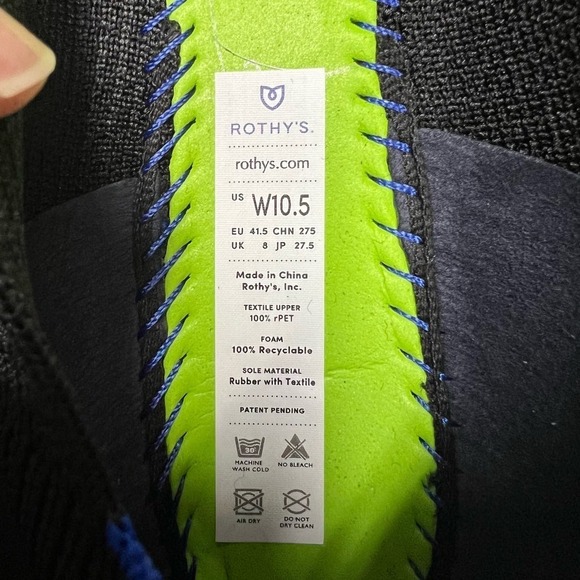 ROTHY'S.
rothys.com
US W10.5
EU 41.5 CHN 275
UK 8 JP 27.5
Made in China
Rothy's, Inc.
TEXTILE UPPER
100% rPET
FOAM
100% Recyclable
SOLE MATERIAL
Rubber with Textile
PATENT PENDING
30°
MACHINE WASH COLD
NO BLEACH
AIR DRY
DO NOT DRY CLEAN